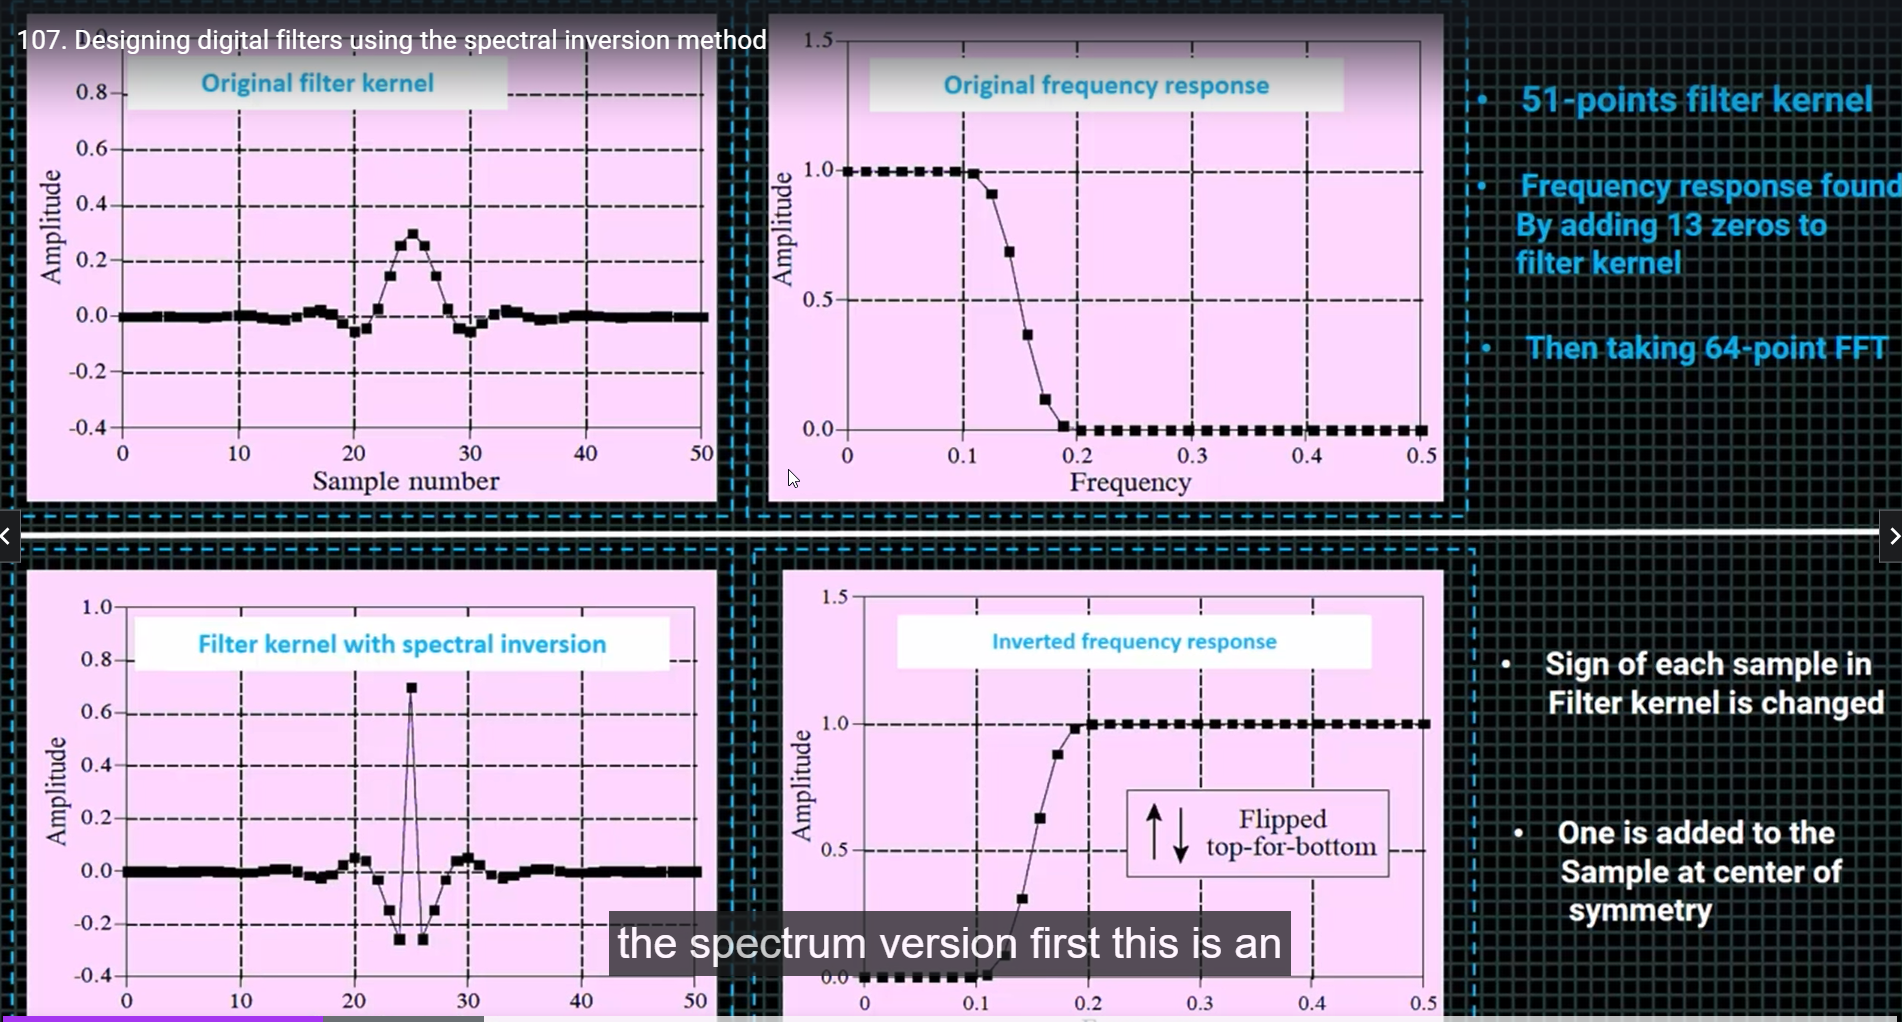 107. Designing digital filters using the spectral inversion method
Original filter kernel
0.8
0.6
0.4
0.2
0.0
-0.2
-0.4
Amplitude
0 10 20 30 40 50
Sample number
Original frequency response
1.5
1.0
0.5
0.0
Amplitude
0 0.1 0.2 0.3 0.4 0.5
Frequency
• 51-points filter kernel
• Frequency response found
By adding 13 zeros to
filter kernel
• Then taking 64-point FFT
Filter kernel with spectral inversion
1.0
0.8
0.6
0.4
0.2
0.0
-0.2
-0.4
Amplitude
0 10 20 30 40 50
Inverted frequency response
1.5
1.0
0.5
0.0
Amplitude
Flipped
top-for-bottom
0 0.1 0.2 0.3 0.4 0.5
• Sign of each sample in
Filter kernel is changed
• One is added to the
Sample at center of
symmetry
the spectrum version first this is an